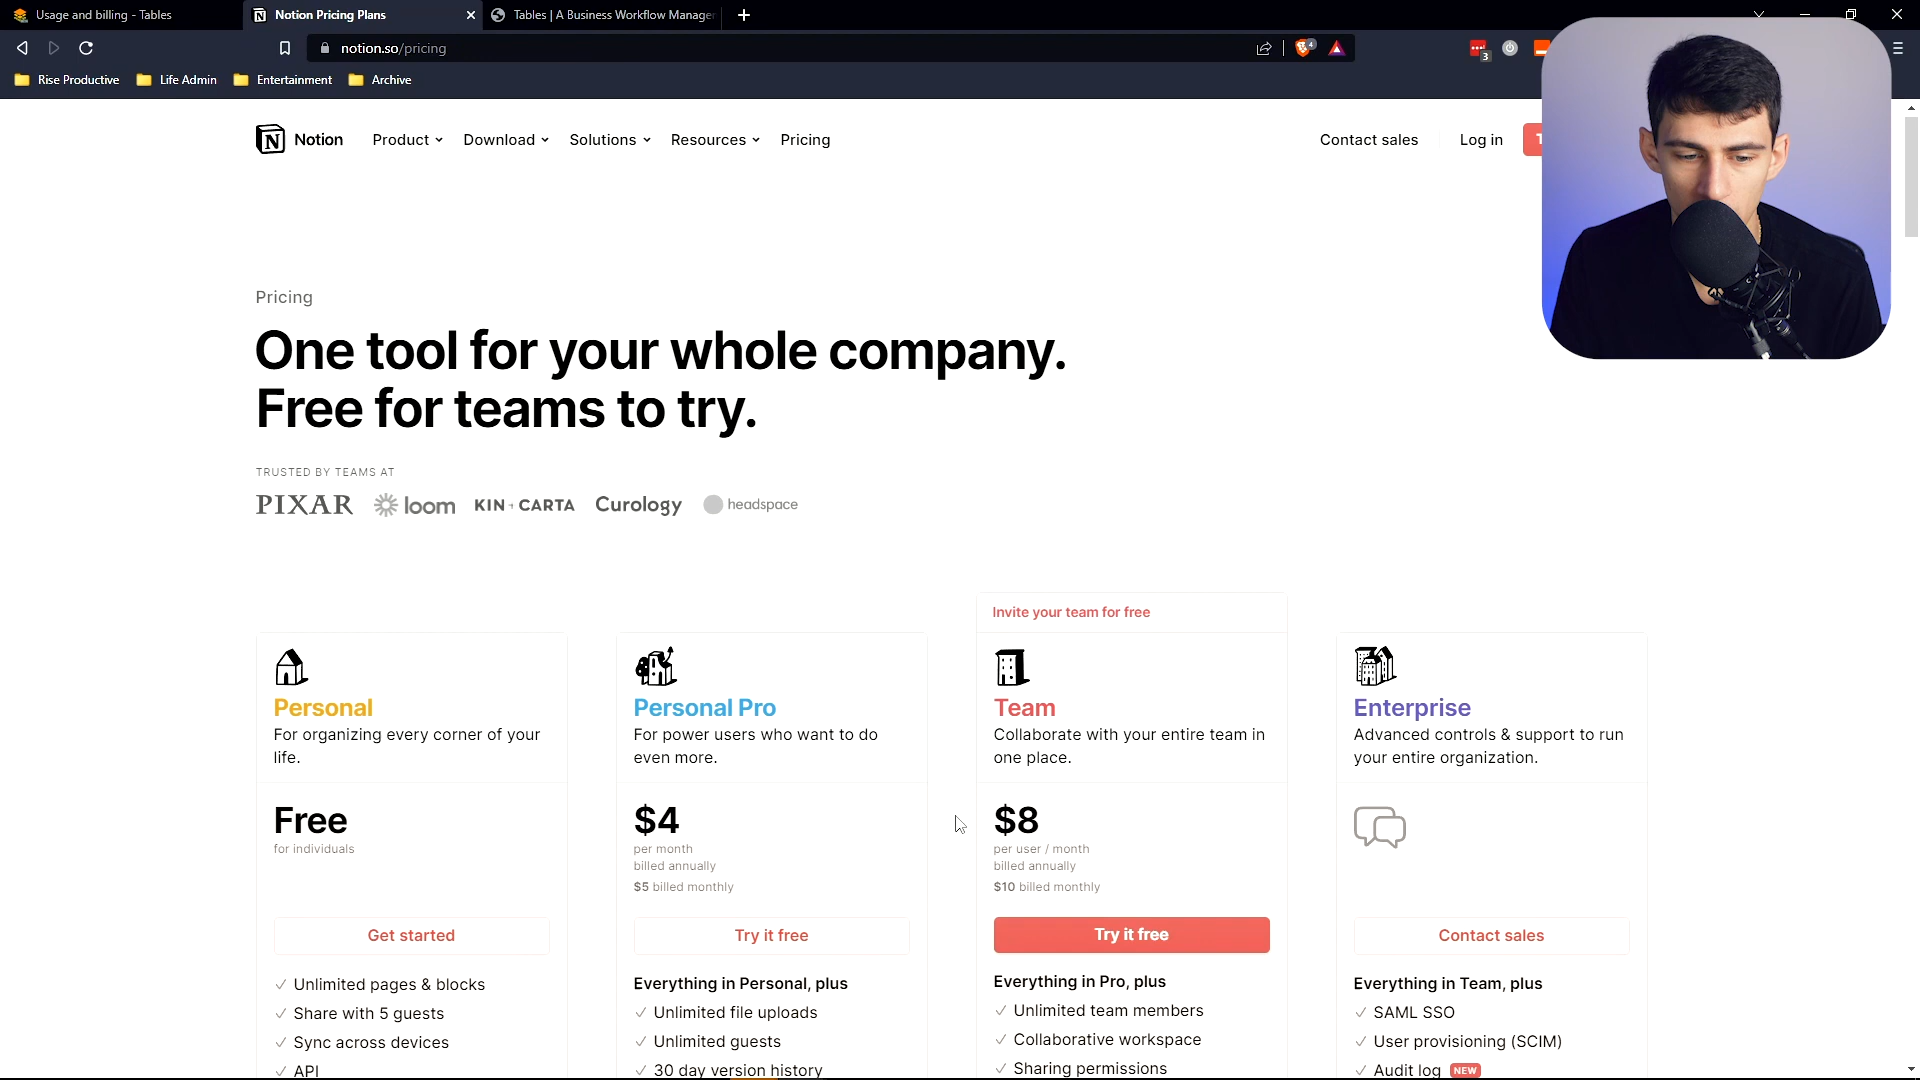 Usage and billing - Tables
Notion Pricing Plans
Tables | A Business Workflow Manage
notion.so/pricing
4
3
Rise Productive
Life Admin
Entertainment
Archive
Notion
Product
Download
Solutions
Resources
Pricing
Contact sales
Log in
Pricing
One tool for your whole company.
Free for teams to try.
TRUSTED BY TEAMS AT
PIXAR
loom
KIN + CARTA
Curology
headspace
Invite your team for free
Personal
For organizing every corner of your
life.
Free
for individuals
Get started
Unlimited pages & blocks
Share with 5 guests
Sync across devices
API
Personal Pro
For power users who want to do
even more.
$4
per month
billed annually
$5 billed monthly
Try it free
Everything in Personal, plus
Unlimited file uploads
Unlimited guests
30 day version history
Team
Collaborate with your entire team in
one place.
$8
per user / month
billed annually
$10 billed monthly
Try it free
Everything in Pro, plus
Unlimited team members
Collaborative workspace
Sharing permissions
Enterprise
Advanced controls & support to run
your entire organization.
Contact sales
Everything in Team, plus
SAML SSO
User provisioning (SCIM)
Audit log NEW